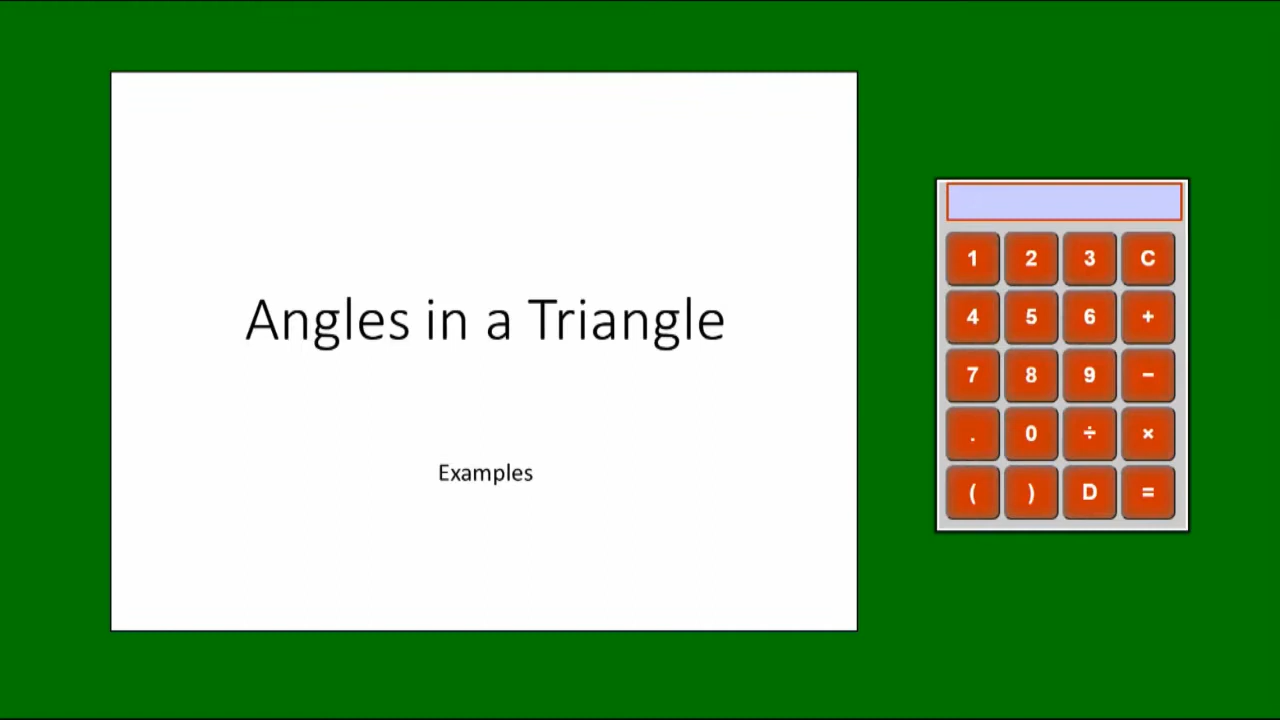 Angles in a Triangle
Examples
1 2 3 C
4 5 6 +
7 8 9 −
. 0 ÷ ×
( ) D =